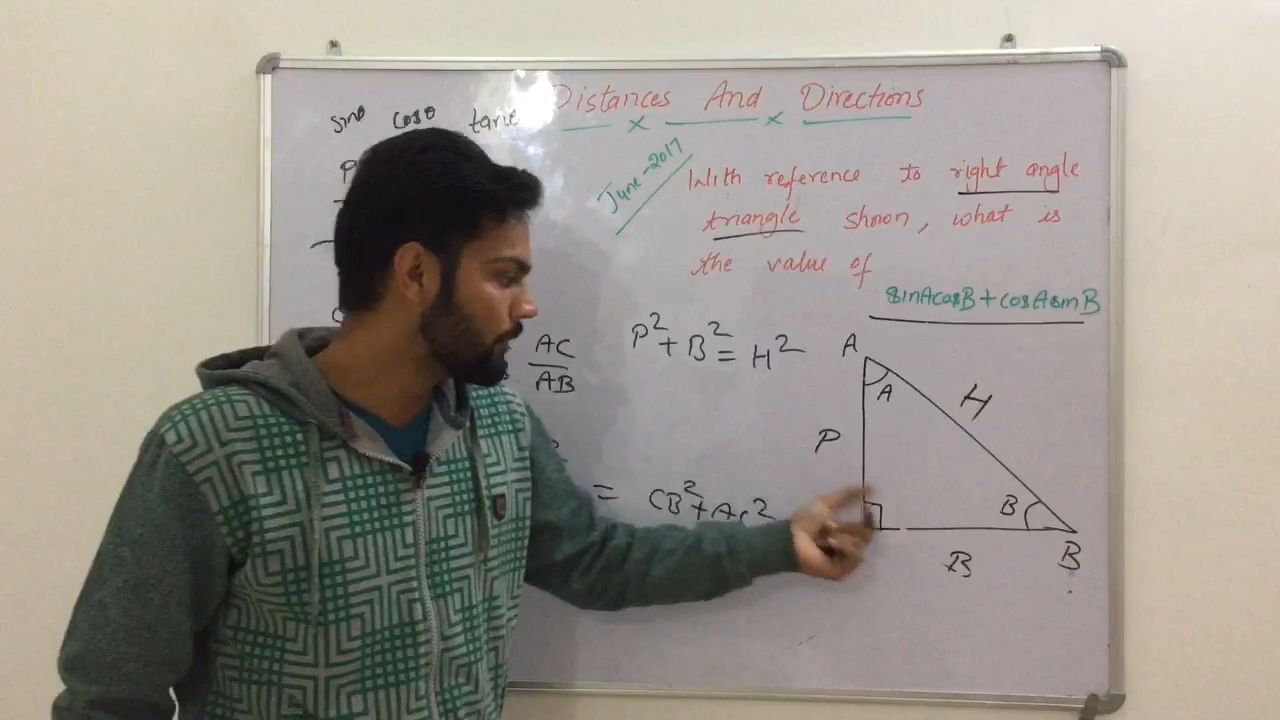 Distances And Directions
sinθ cosθ tanθ
P
June-2017
With reference to right angle
triangle shown, what is
the value of
sinAcosB+cosAsinB
P²+B²=H²
AC
AB
= CB²+AC²
A
A
H
P
B
B
B